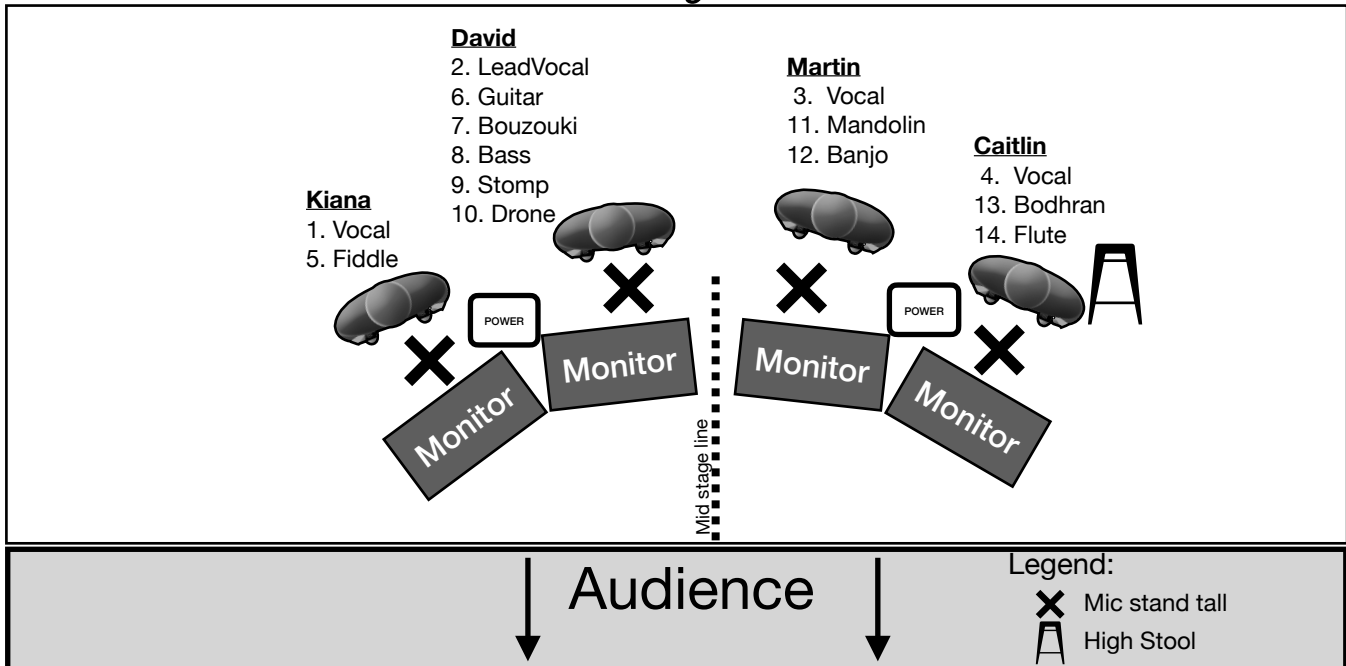 David
2. LeadVocal
6. Guitar
7. Bouzouki
8. Bass
9. Stomp
10. Drone
Martin
3. Vocal
11. Mandolin
12. Banjo
Caitlin
4. Vocal
13. Bodhran
14. Flute
Kiana
1. Vocal
5. Fiddle
POWER
POWER
Monitor
Monitor
Monitor
Monitor
Mid stage line
Audience
Legend:
Mic stand tall
High Stool